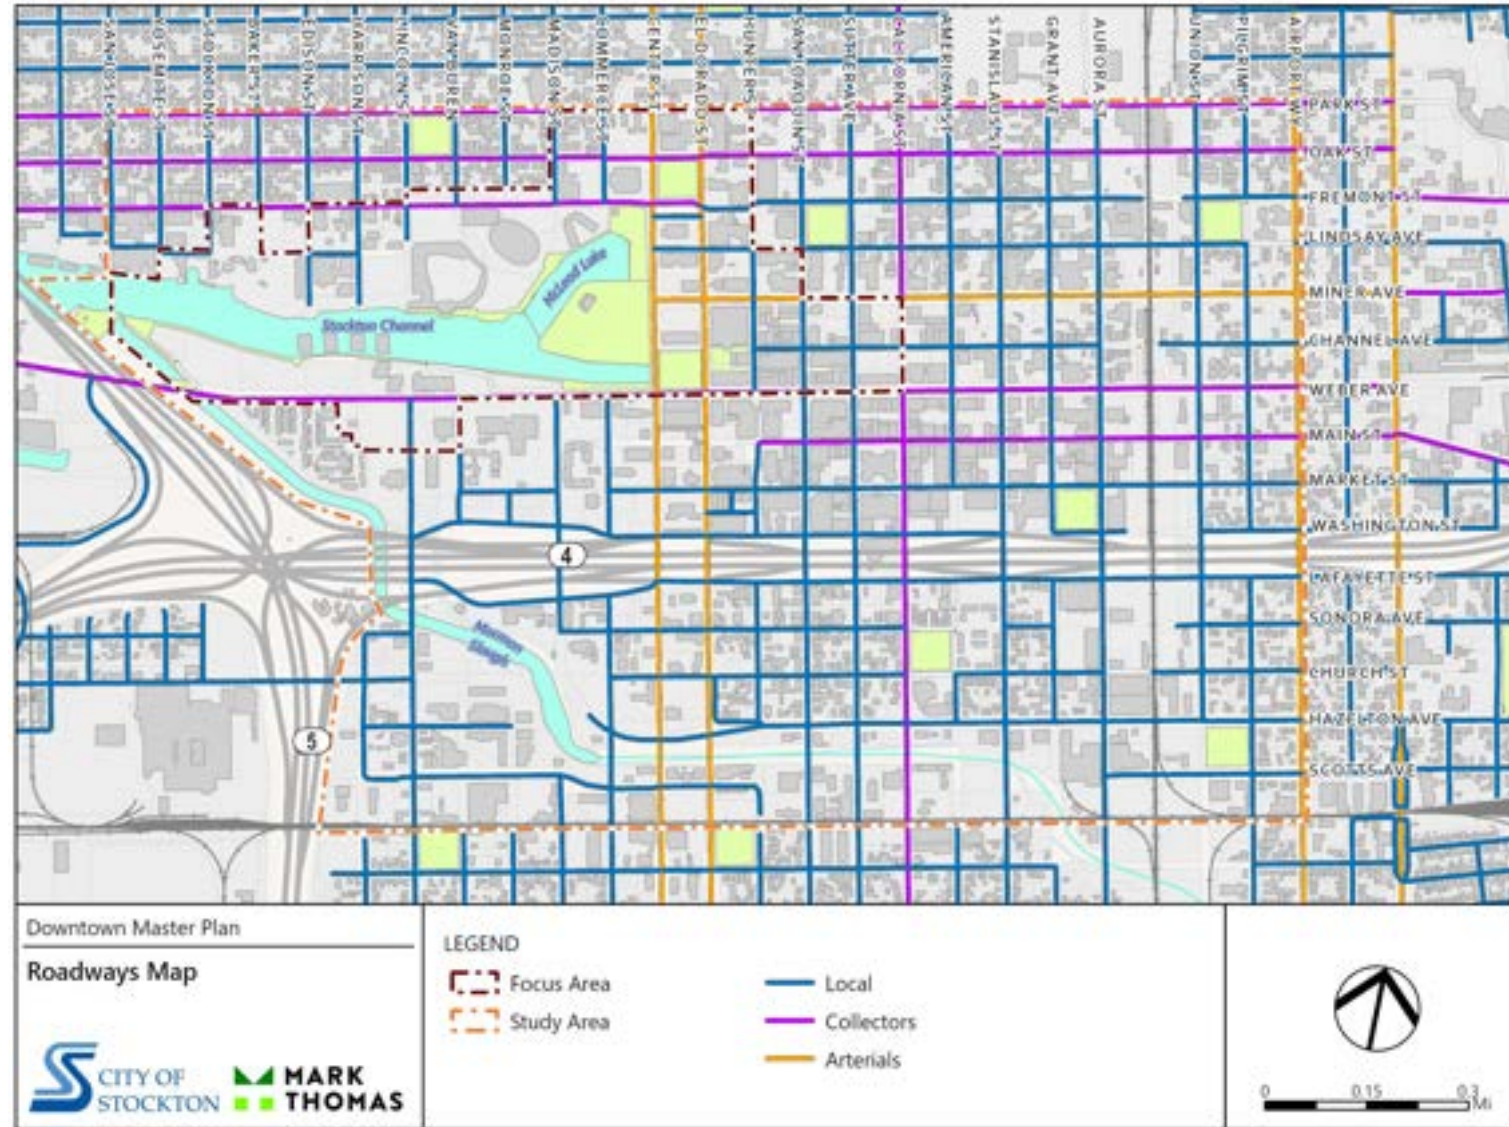 SAN JOSE S
YOSEMITE S
STOCKTON ST
BAKER ST
EDISON ST
HARRISON ST
LINCOLN S
VAN BUREN
MONROE ST
MADISON S
COMMERCE ST
CENTER ST
EL DORADO ST
HUNTER S
SAN JOAQUIN ST
SUTTER AVE
CALIFORNIA ST
AMERICAN ST
STANISLAUS ST
GRANT AVE
AURORA ST
UNION ST
PILGRIM S
AIRPORT WAY
PARK ST
OAK ST
FREMONT ST
LINDSAY AVE
MINER AVE
CHANNEL AVE
WEBER AVE
MAIN ST
MARKET ST
WASHINGTON ST
LAFAYETTE ST
SONORA AVE
CHURCH ST
HAZELTON AVE
SCOTTS AVE
McLeod Lake
Stockton Channel
4
Mormon
Slough
5
Downtown Master Plan
Roadways Map
CITY OF
STOCKTON
MARK
THOMAS
LEGEND
Focus Area
Study Area
Local
Collectors
Arterials
0 0.15 0.3
Mi